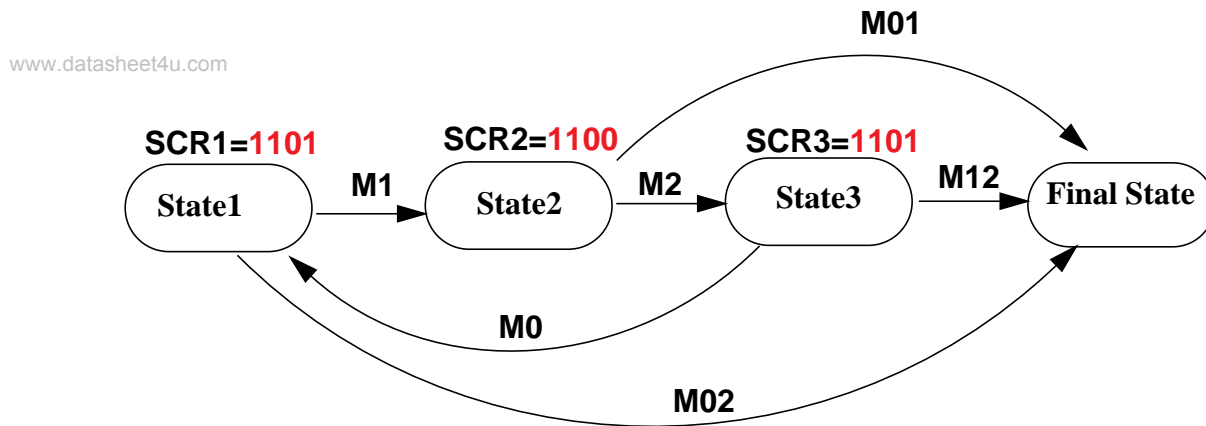 M01
www.datasheet4u.com
SCR1=1101
SCR2=1100
SCR3=1101
M1
M2
M12
State1
State2
State3
Final State
M0
M02